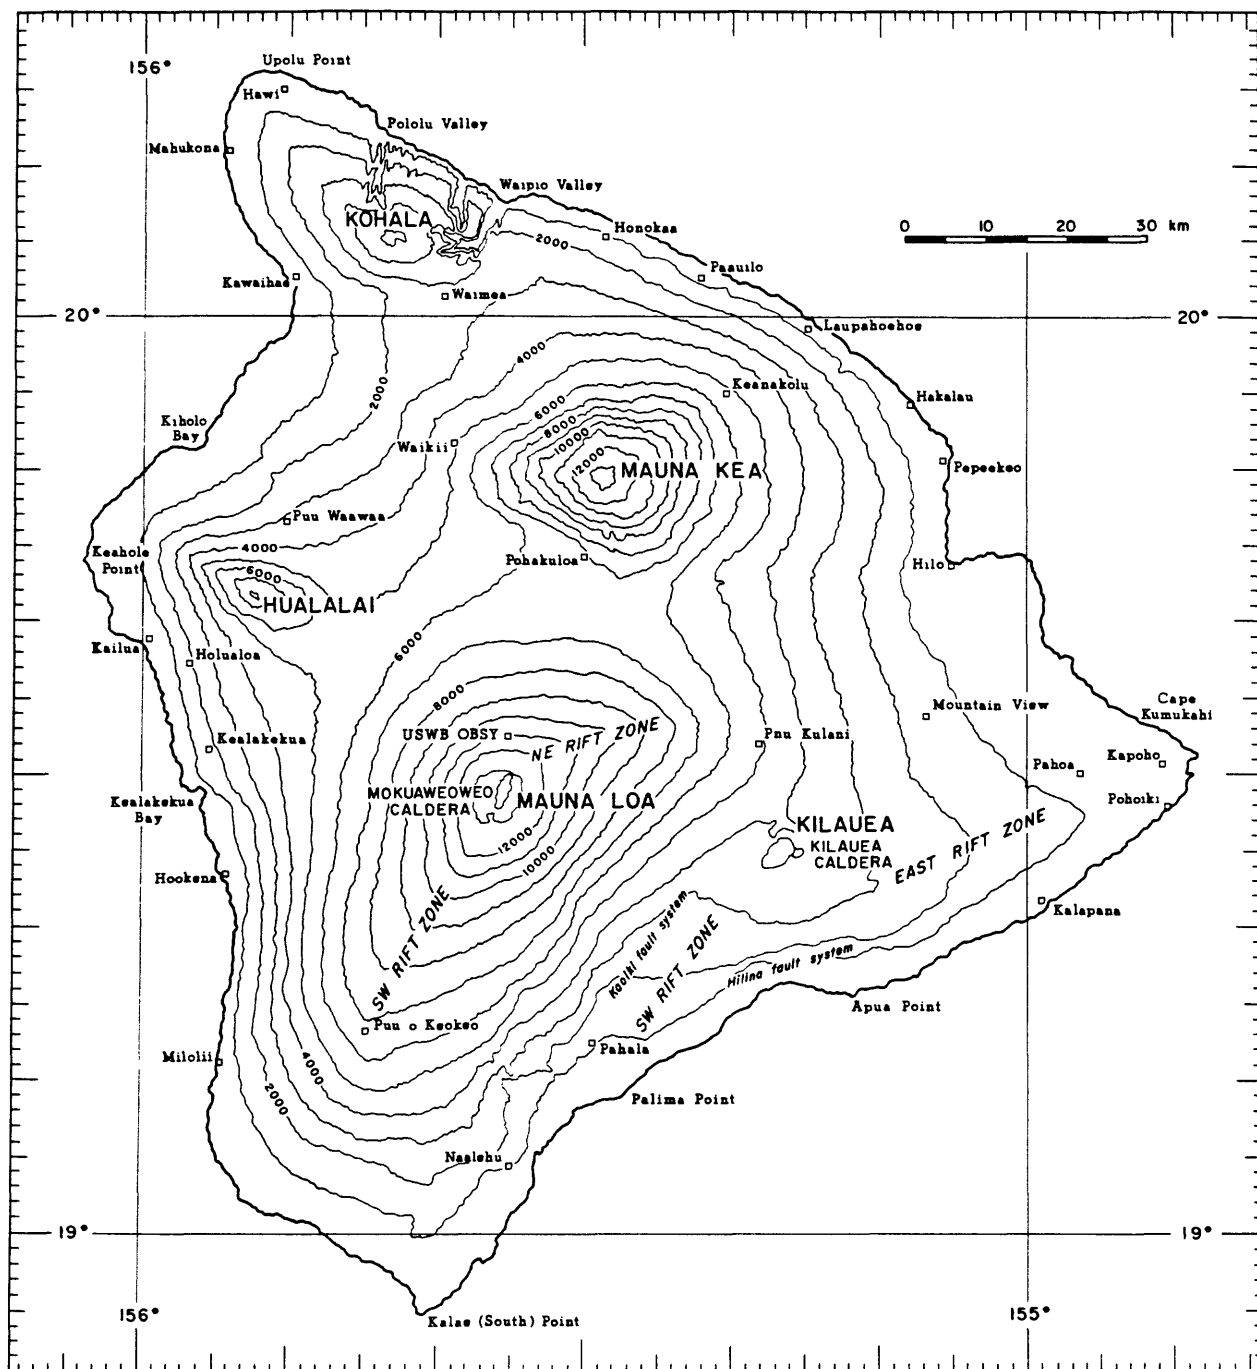 156°
Upolu Point
Hawi
Pololu Valley
Mahukona
Waipio Valley
KOHALA
Honokaa
2000
0 10 20 30 km
Paauilo
Kawaihae
Waimea
20°
20°
Laupahoehoe
4000
Keanakolu
2000
6000
Hakalau
Kiholo
Bay
8000
Waikii
10000
12000
MAUNA KEA
Pepeekeo
Puu Waawaa
Keahole
Point
4000
Pohakuloa
Hilo
6000
HUALALAI
Kailua
Holualoa
6000
8000
Cape
Kumukahi
Mountain View
Kealakekua
USWB OBSY
NE RIFT ZONE
Puu Kulani
Kapoho
Pahoa
MOKUAWEOWEO
CALDERA
MAUNA LOA
Kealakekua
Bay
Pohoiki
KILAUEA
KILAUEA
CALDERA
12000
EAST RIFT ZONE
10000
Hookena
SW RIFT ZONE
Kaoiki fault system
SW RIFT ZONE
Kalapana
Hilina fault system
Apua Point
Puu o Keokeo
Pahala
Milolii
4000
2000
Palima Point
Naalehu
19°
19°
156°
155°
Kalae (South) Point